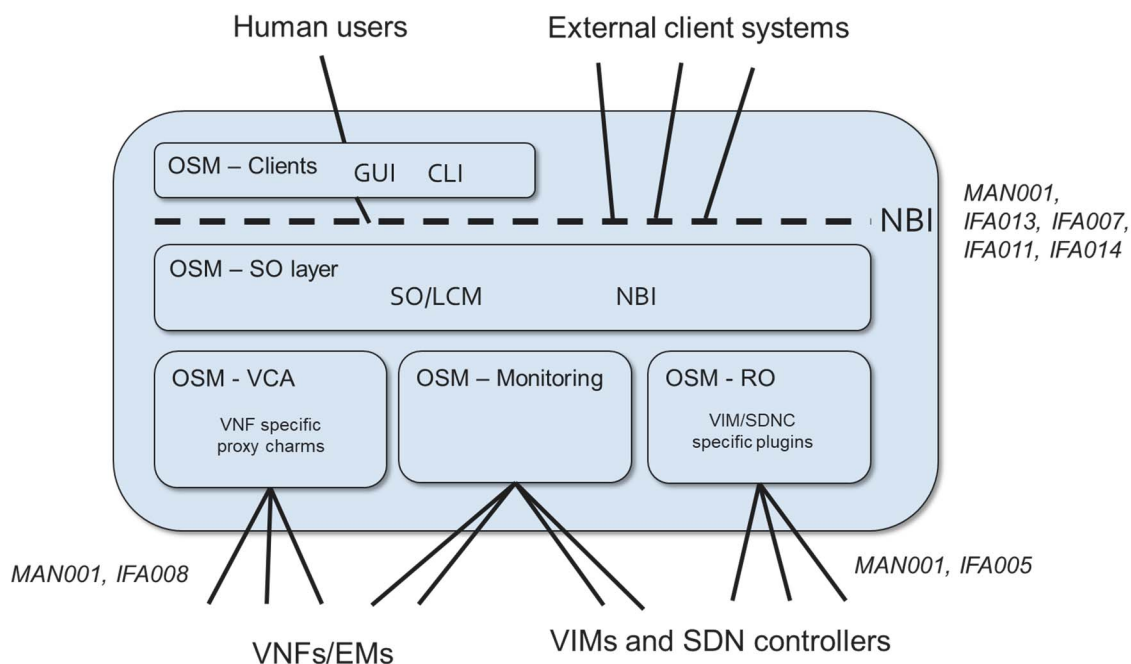 Human users
External client systems
OSM – Clients
GUI CLI
NBI
MAN001,
IFA013, IFA007,
IFA011, IFA014
OSM – SO layer
SO/LCM
NBI
OSM - VCA
VNF specific
proxy charms
OSM – Monitoring
OSM - RO
VIM/SDNC
specific plugins
MAN001, IFA008
MAN001, IFA005
VNFs/EMs
VIMs and SDN controllers